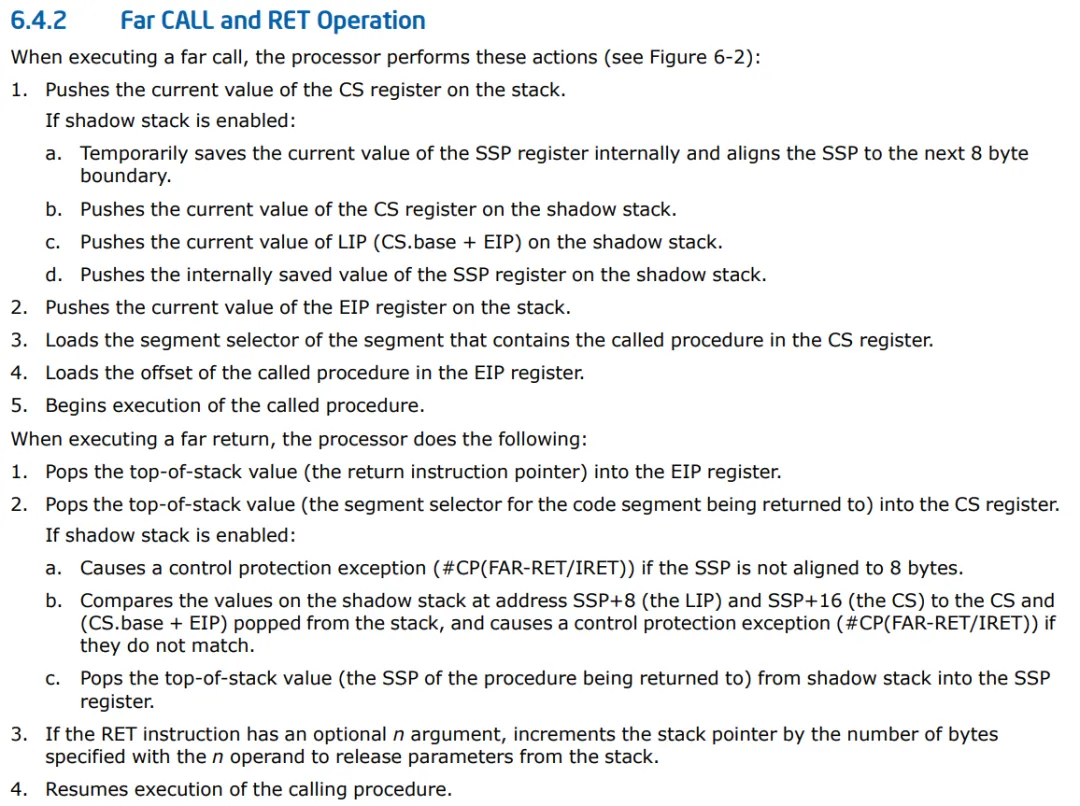 6.4.2 Far CALL and RET Operation
When executing a far call, the processor performs these actions (see Figure 6-2):
1. Pushes the current value of the CS register on the stack.
If shadow stack is enabled:
a. Temporarily saves the current value of the SSP register internally and aligns the SSP to the next 8 byte
boundary.
b. Pushes the current value of the CS register on the shadow stack.
c. Pushes the current value of LIP (CS.base + EIP) on the shadow stack.
d. Pushes the internally saved value of the SSP register on the shadow stack.
2. Pushes the current value of the EIP register on the stack.
3. Loads the segment selector of the segment that contains the called procedure in the CS register.
4. Loads the offset of the called procedure in the EIP register.
5. Begins execution of the called procedure.
When executing a far return, the processor does the following:
1. Pops the top-of-stack value (the return instruction pointer) into the EIP register.
2. Pops the top-of-stack value (the segment selector for the code segment being returned to) into the CS register.
If shadow stack is enabled:
a. Causes a control protection exception (#CP(FAR-RET/IRET)) if the SSP is not aligned to 8 bytes.
b. Compares the values on the shadow stack at address SSP+8 (the LIP) and SSP+16 (the CS) to the CS and
(CS.base + EIP) popped from the stack, and causes a control protection exception (#CP(FAR-RET/IRET)) if
they do not match.
c. Pops the top-of-stack value (the SSP of the procedure being returned to) from shadow stack into the SSP
register.
3. If the RET instruction has an optional n argument, increments the stack pointer by the number of bytes
specified with the n operand to release parameters from the stack.
4. Resumes execution of the calling procedure.